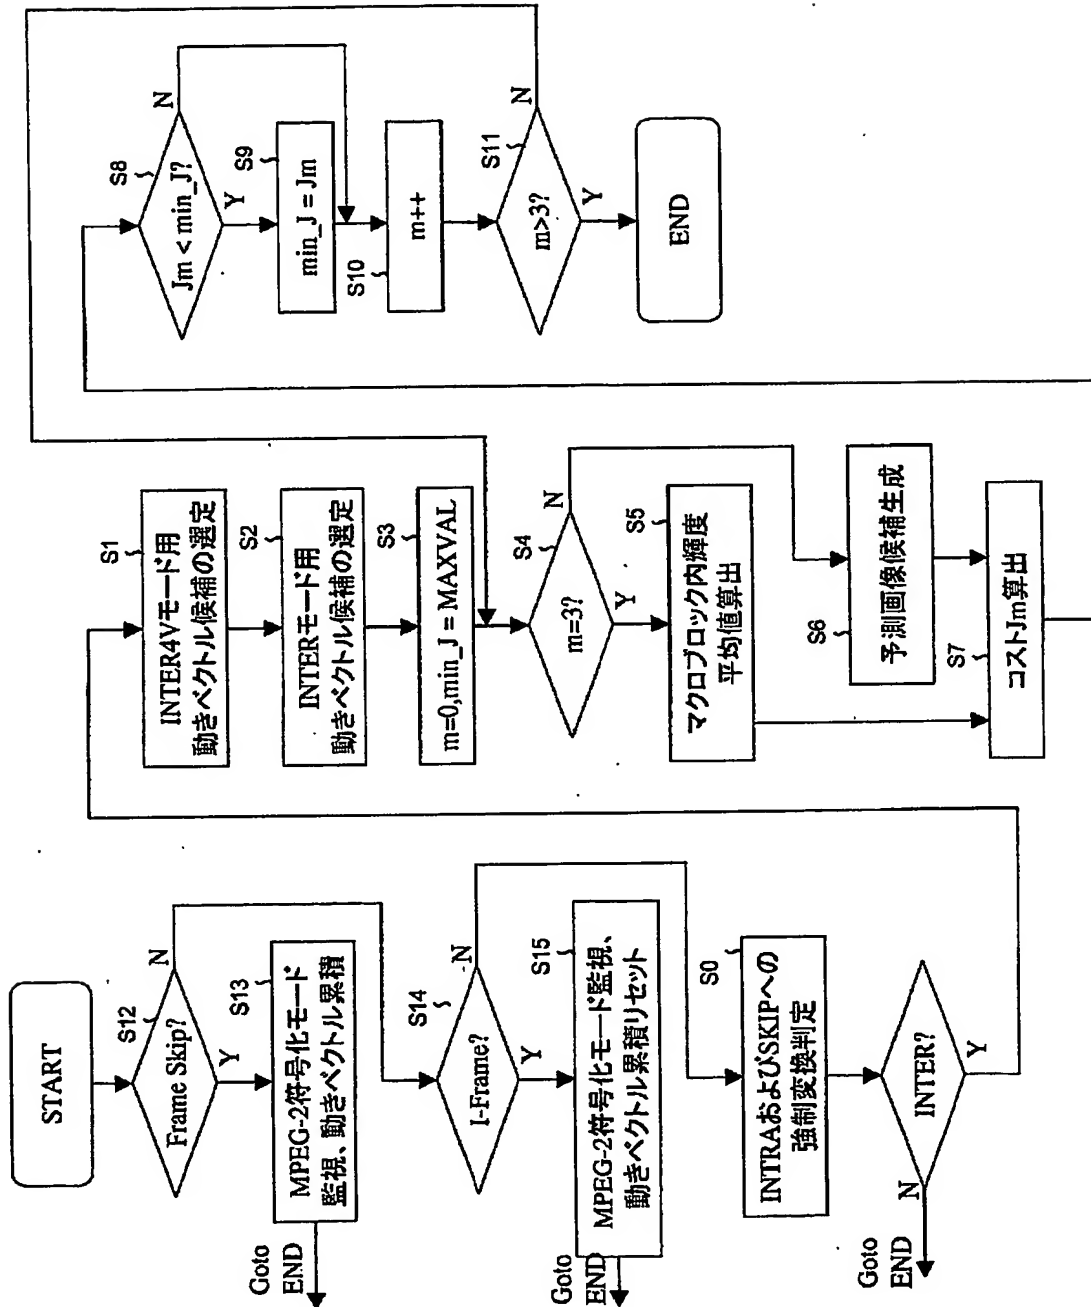 START
S12
Frame Skip?
N
Y
S13
MPEG-2符号化モード
監視、動きベクトル累積
Goto
END
S14
I-Frame?
N
Y
S15
MPEG-2符号化モード監視、
動きベクトル累積リセット
Goto
END
S0
INTRAおよびSKIPへの
強制変換判定
INTER?
N
Y
Goto
END
S1
INTER4Vモード用
動きベクトル候補の選定
S2
INTERモード用
動きベクトル候補の選定
S3
m=0,min_J = MAXVAL
S4
m=3?
N
Y
S5
マクロブロック内輝度
平均値算出
S6
予測画像候補生成
S7
コストJm算出
S8
Jm < min_J?
N
Y
S9
min_J = Jm
S10
m++
S11
m>3?
N
Y
END